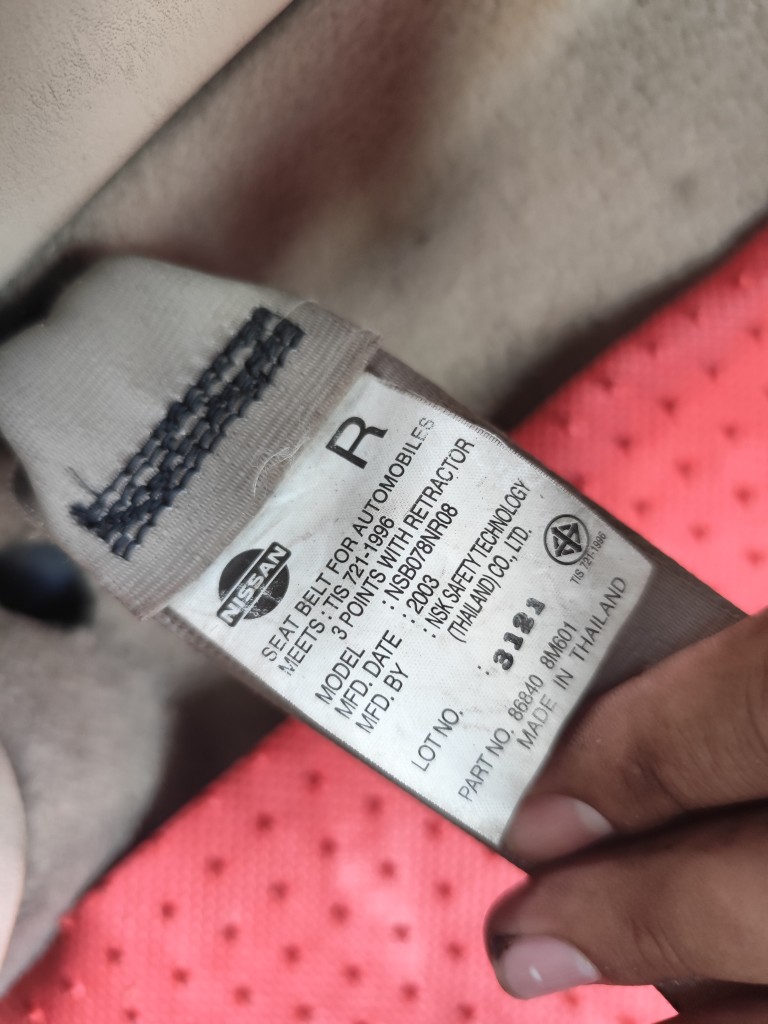 R
NISSAN
SEAT BELT FOR AUTOMOBILES
MEETS : TIS 721-1996
3 POINTS WITH RETRACTOR
MODEL : NSB078NR08
MFD. DATE : 2003
MFD. BY : NSK SAFETY TECHNOLOGY
(THAILAND) CO., LTD.
LOT NO. : 3121
TIS 721-1996
PART NO. 86840 8M601
MADE IN THAILAND